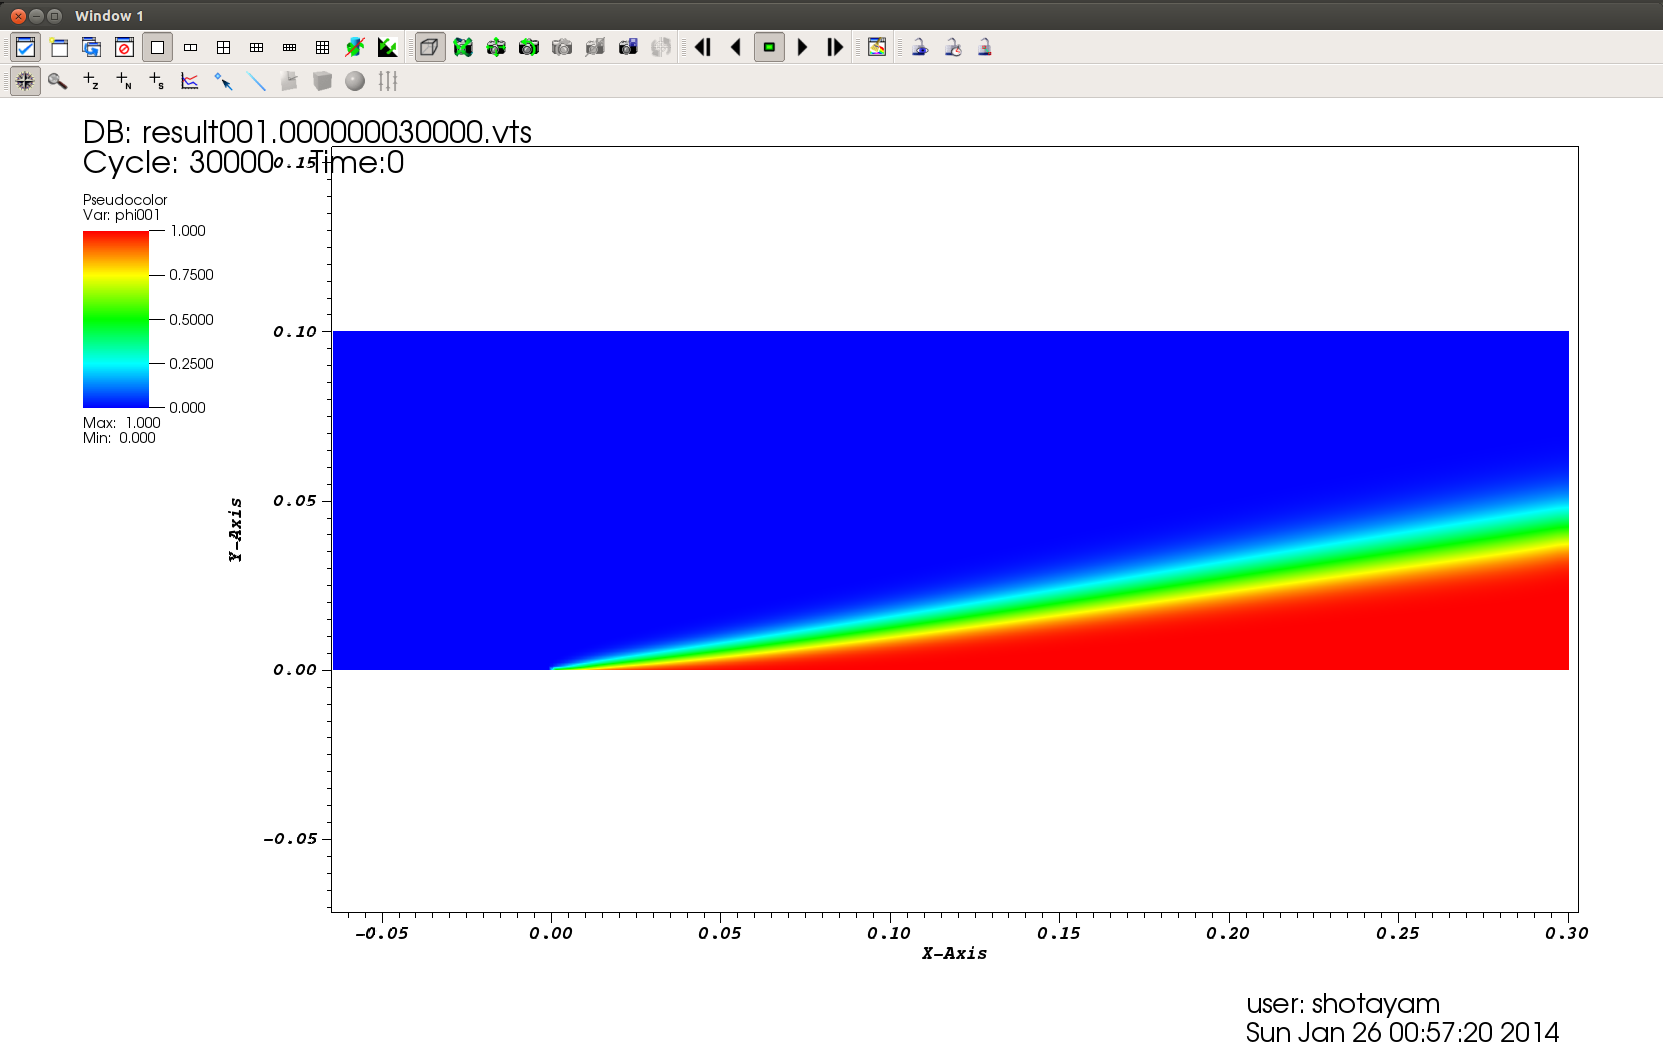 Window 1
DB: result001.000000030000.vts
Cycle: 30000 Time:0
Pseudocolor
Var: phi001
1.000
0.7500
0.5000
0.2500
0.000
Max: 1.000
Min: 0.000
0.15
0.10
0.05
0.00
-0.05
Y-Axis
-0.05 0.00 0.05 0.10 0.15 0.20 0.25 0.30
X-Axis
user: shotayam
Sun Jan 26 00:57:20 2014